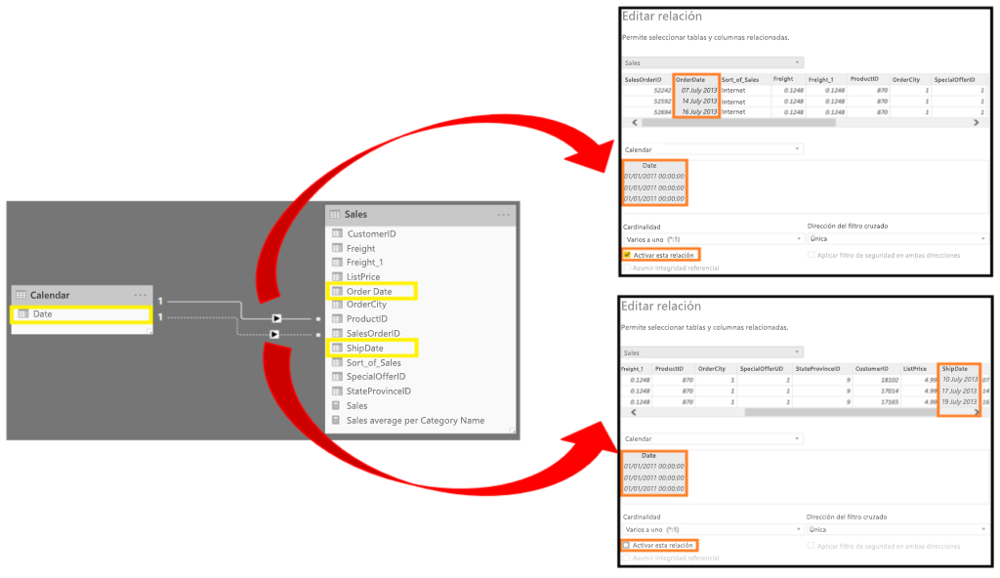 Calendar ...
Date
1
1
*
*
Sales ...
CustomerID
Freight
Freight_1
ListPrice
Order Date
OrderCity
ProductID
SalesOrderID
ShipDate
Sort_of_Sales
SpecialOfferID
StateProvinceID
Sales
Sales average per Category Name
Editar relación
Permite seleccionar tablas y columnas relacionadas.
Sales
SalesOrderID OrderDate Sort_of_Sales Freight Freight_1 ProductID OrderCity SpecialOfferID
52242 07 July 2013 Internet 0.1248 0.1248 870 1 1
52592 14 July 2013 Internet 0.1248 0.1248 870 1 1
52694 16 July 2013 Internet 0.1248 0.1248 870 1 1
Calendar
Date
01/01/2011 00:00:00
01/01/2011 00:00:00
01/01/2011 00:00:00
Cardinalidad Dirección del filtro cruzado
Varios a uno (*:1) Única
Activar esta relación Aplicar filtro de seguridad en ambas direcciones
Asumir integridad referencial
Editar relación
Permite seleccionar tablas y columnas relacionadas.
Sales
Freight_1 ProductID OrderCity SpecialOfferUD StateProvinceID CustomerID ListPrice ShipDate
0.1248 870 1 1 9 18102 4.99 10 July 2013 07
0.1248 870 1 1 9 17014 4.99 17 July 2013 14
0.1248 870 1 1 9 17165 4.99 19 July 2013 16
Calendar
Date
01/01/2011 00:00:00
01/01/2011 00:00:00
01/01/2011 00:00:00
Cardinalidad Dirección del filtro cruzado
Varios a uno (*:1) Única
Activar esta relación Aplicar filtro de seguridad en ambas direcciones
Asumir integridad referencial